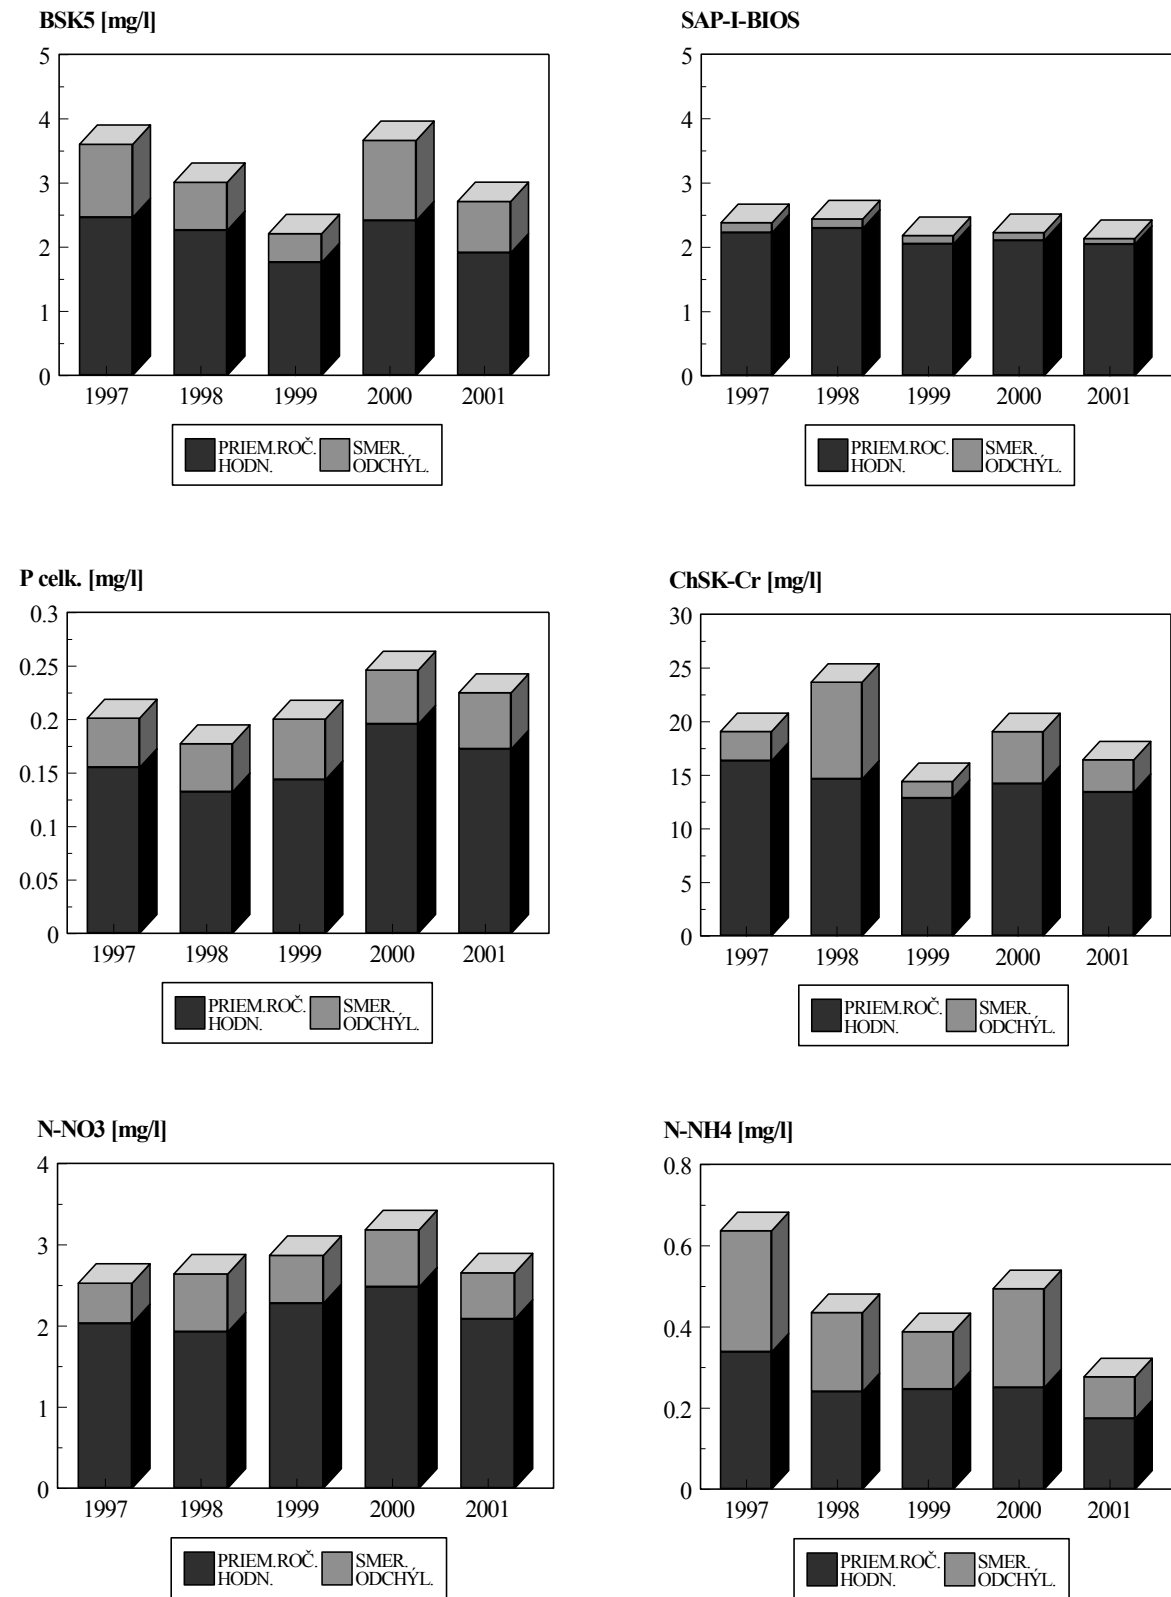 BSK5 [mg/l]
5
4
3
2
1
0
1997 1998 1999 2000 2001
PRIEM.ROČ. SMER.
HODN. ODCHÝL.
SAP-I-BIOS
5
4
3
2
1
0
1997 1998 1999 2000 2001
PRIEM.ROC. SMER.
HODN. ODCHÝL.
P celk. [mg/l]
0.3
0.25
0.2
0.15
0.1
0.05
0
1997 1998 1999 2000 2001
PRIEM.ROČ. SMER.
HODN. ODCHÝL.
ChSK-Cr [mg/l]
30
25
20
15
10
5
0
1997 1998 1999 2000 2001
PRIEM.ROČ. SMER.
HODN. ODCHÝL.
N-NO3 [mg/l]
4
3
2
1
0
1997 1998 1999 2000 2001
PRIEM.ROČ. SMER.
HODN. ODCHÝL.
N-NH4 [mg/l]
0.8
0.6
0.4
0.2
0
1997 1998 1999 2000 2001
PRIEM.ROČ. SMER.
HODN. ODCHÝL.